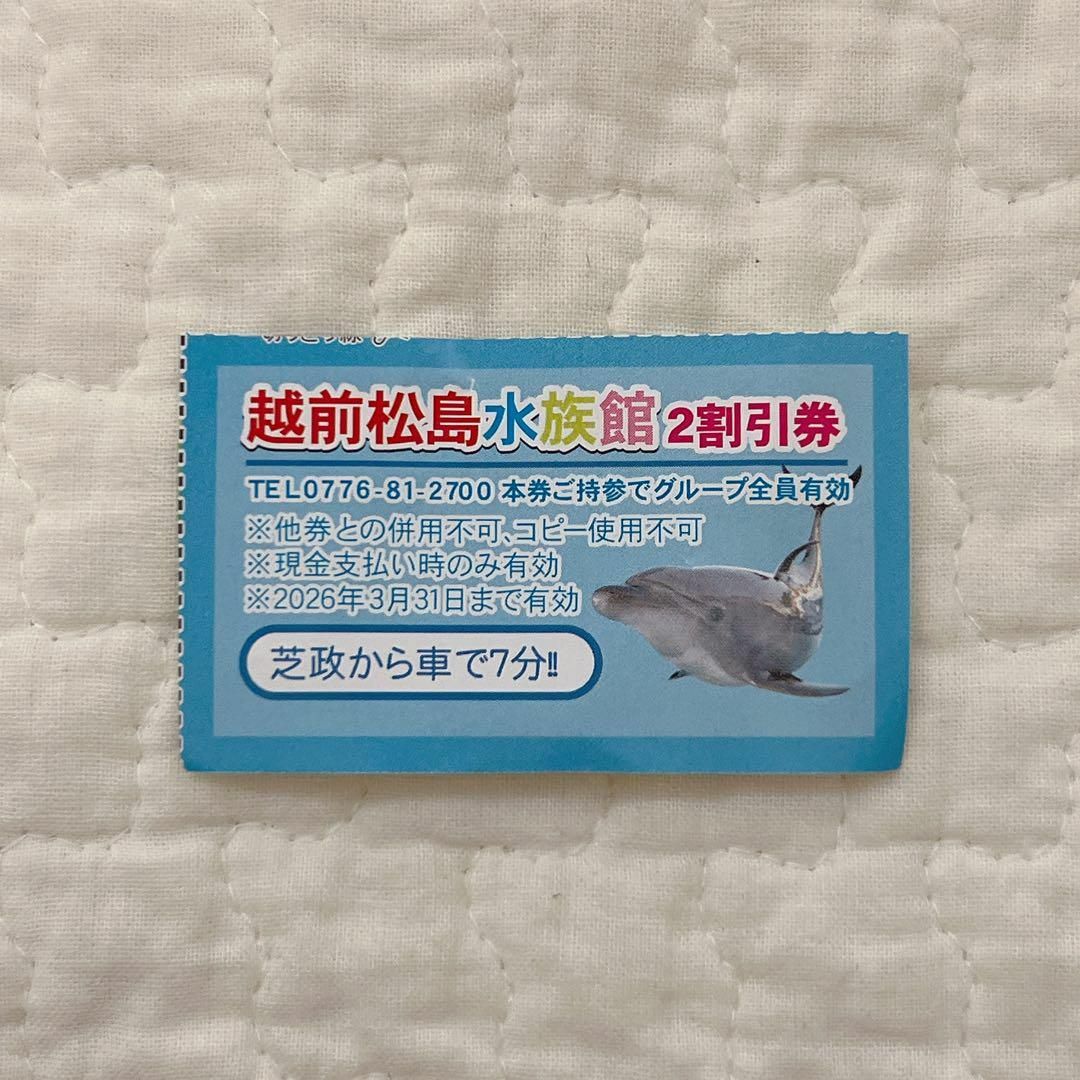 越前松島水族館 2割引券
TEL0776-81-2700 本券ご持参でグループ全員有効
※他券との併用不可、コピー使用不可
※現金支払い時のみ有効
※2026年3月31日まで有効
芝政から車で7分!!